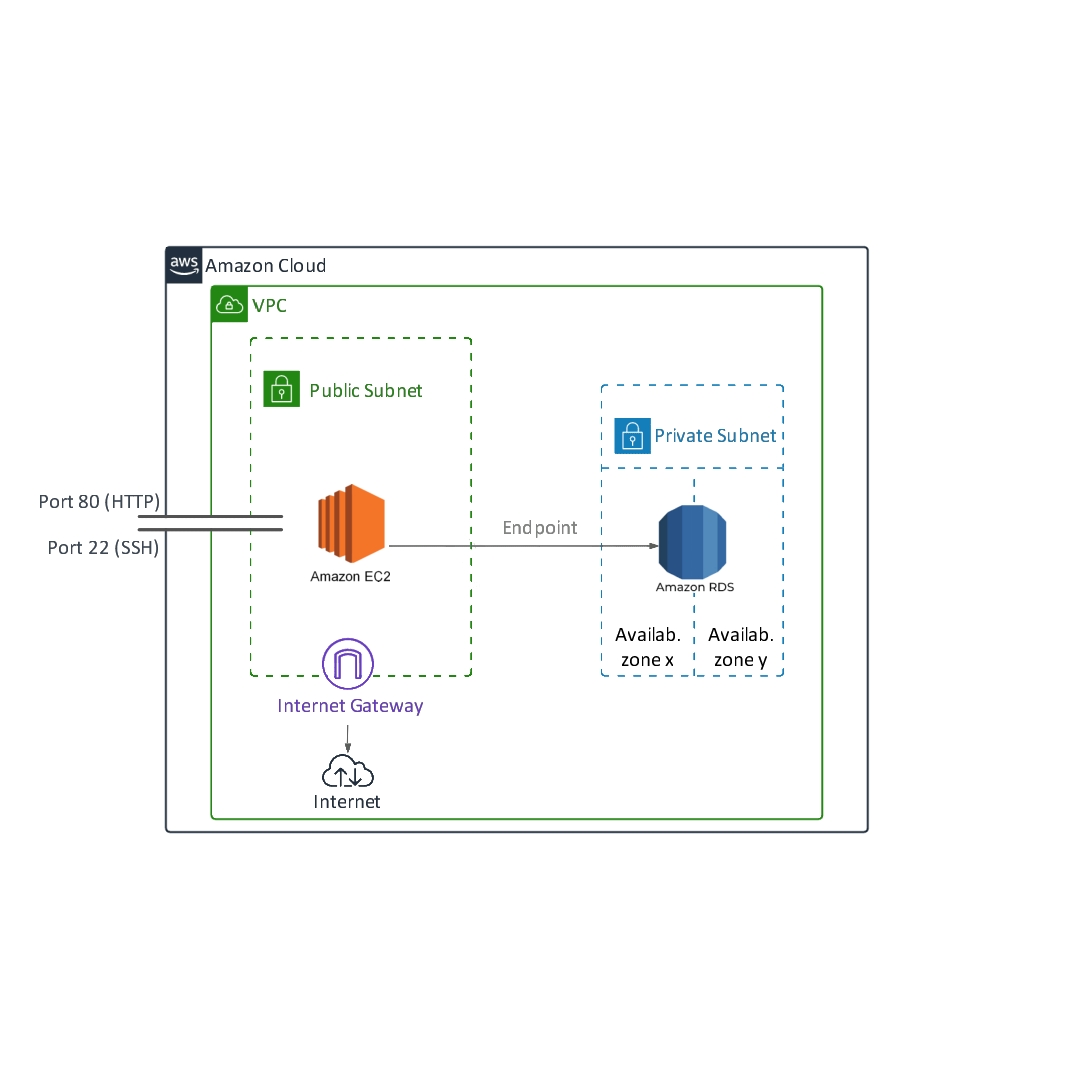 aws
Amazon Cloud
VPC
Public Subnet
Private Subnet
Port 80 (HTTP)
Port 22 (SSH)
Endpoint
Amazon EC2
Amazon RDS
Availab.
zone x
Availab.
zone y
Internet Gateway
Internet